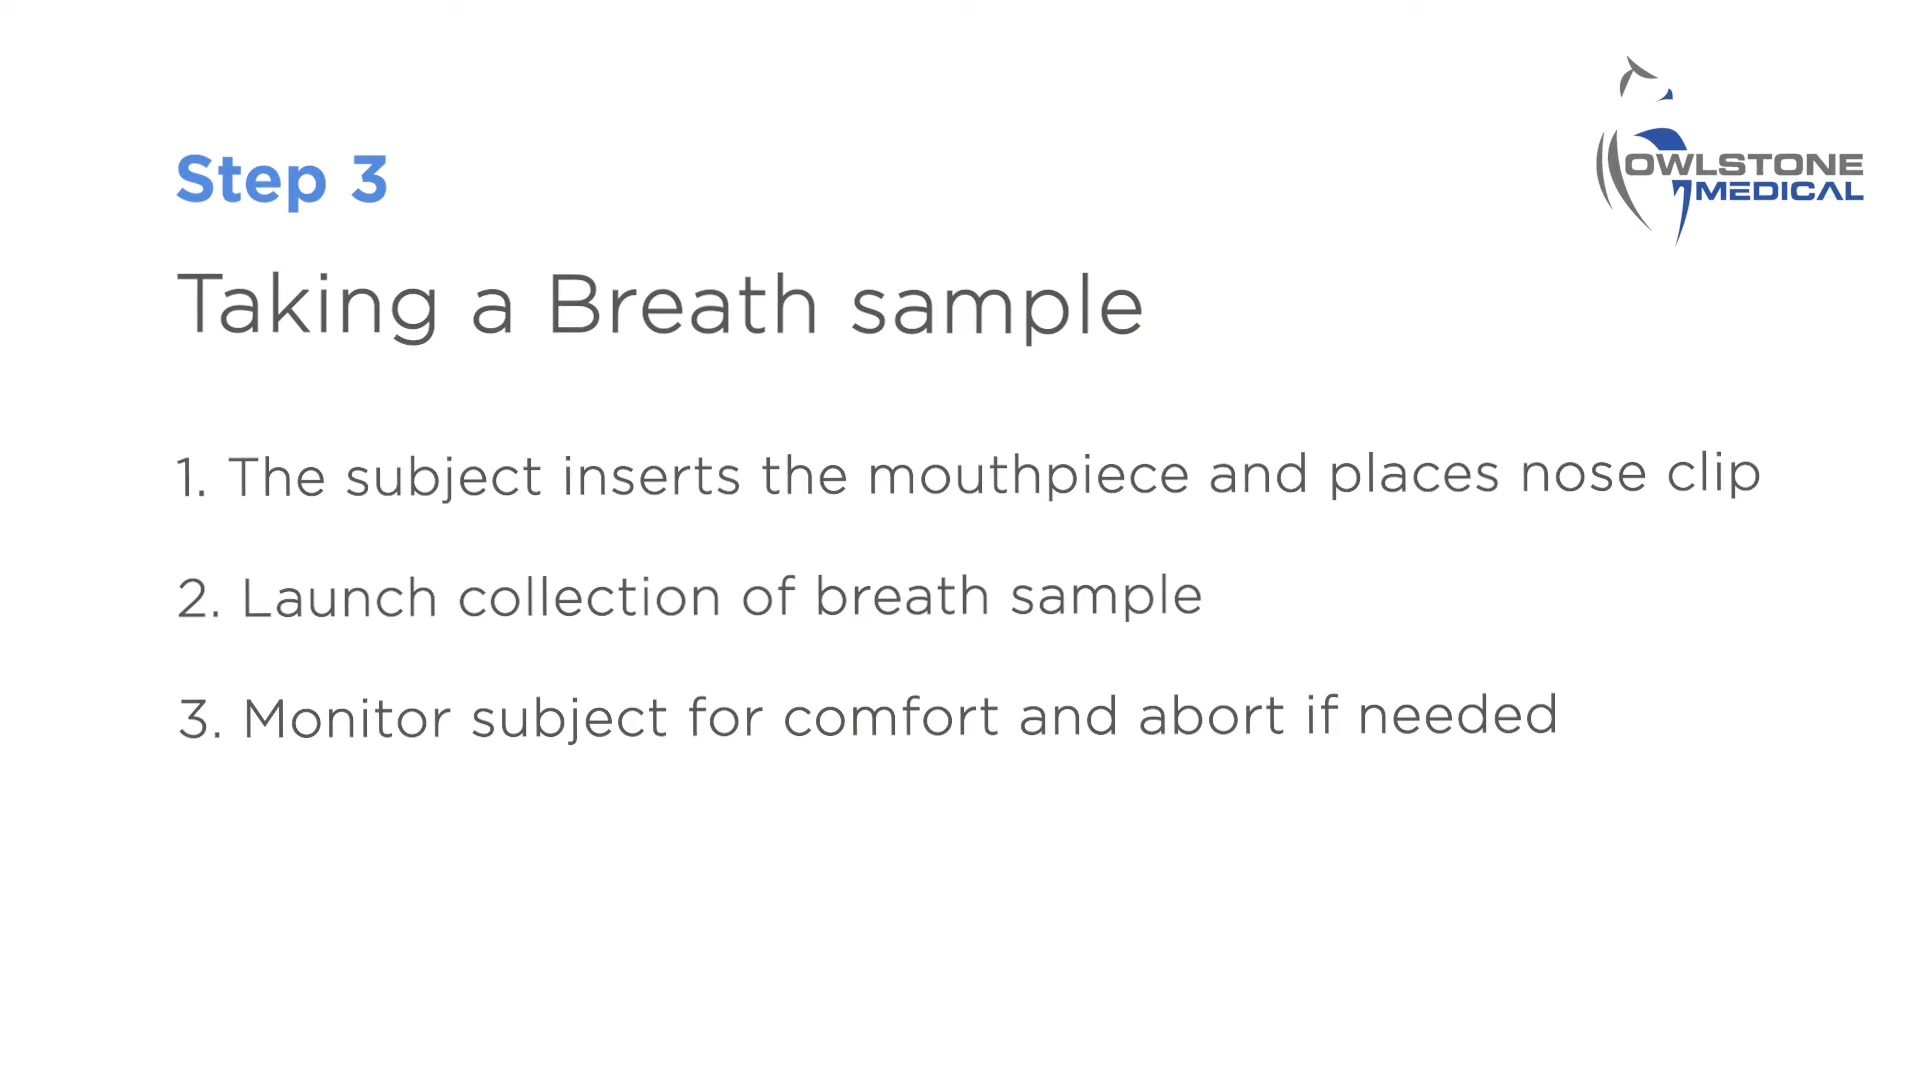 Step 3
OWLSTONE
MEDICAL
Taking a Breath sample
1. The subject inserts the mouthpiece and places nose clip
2. Launch collection of breath sample
3. Monitor subject for comfort and abort if needed